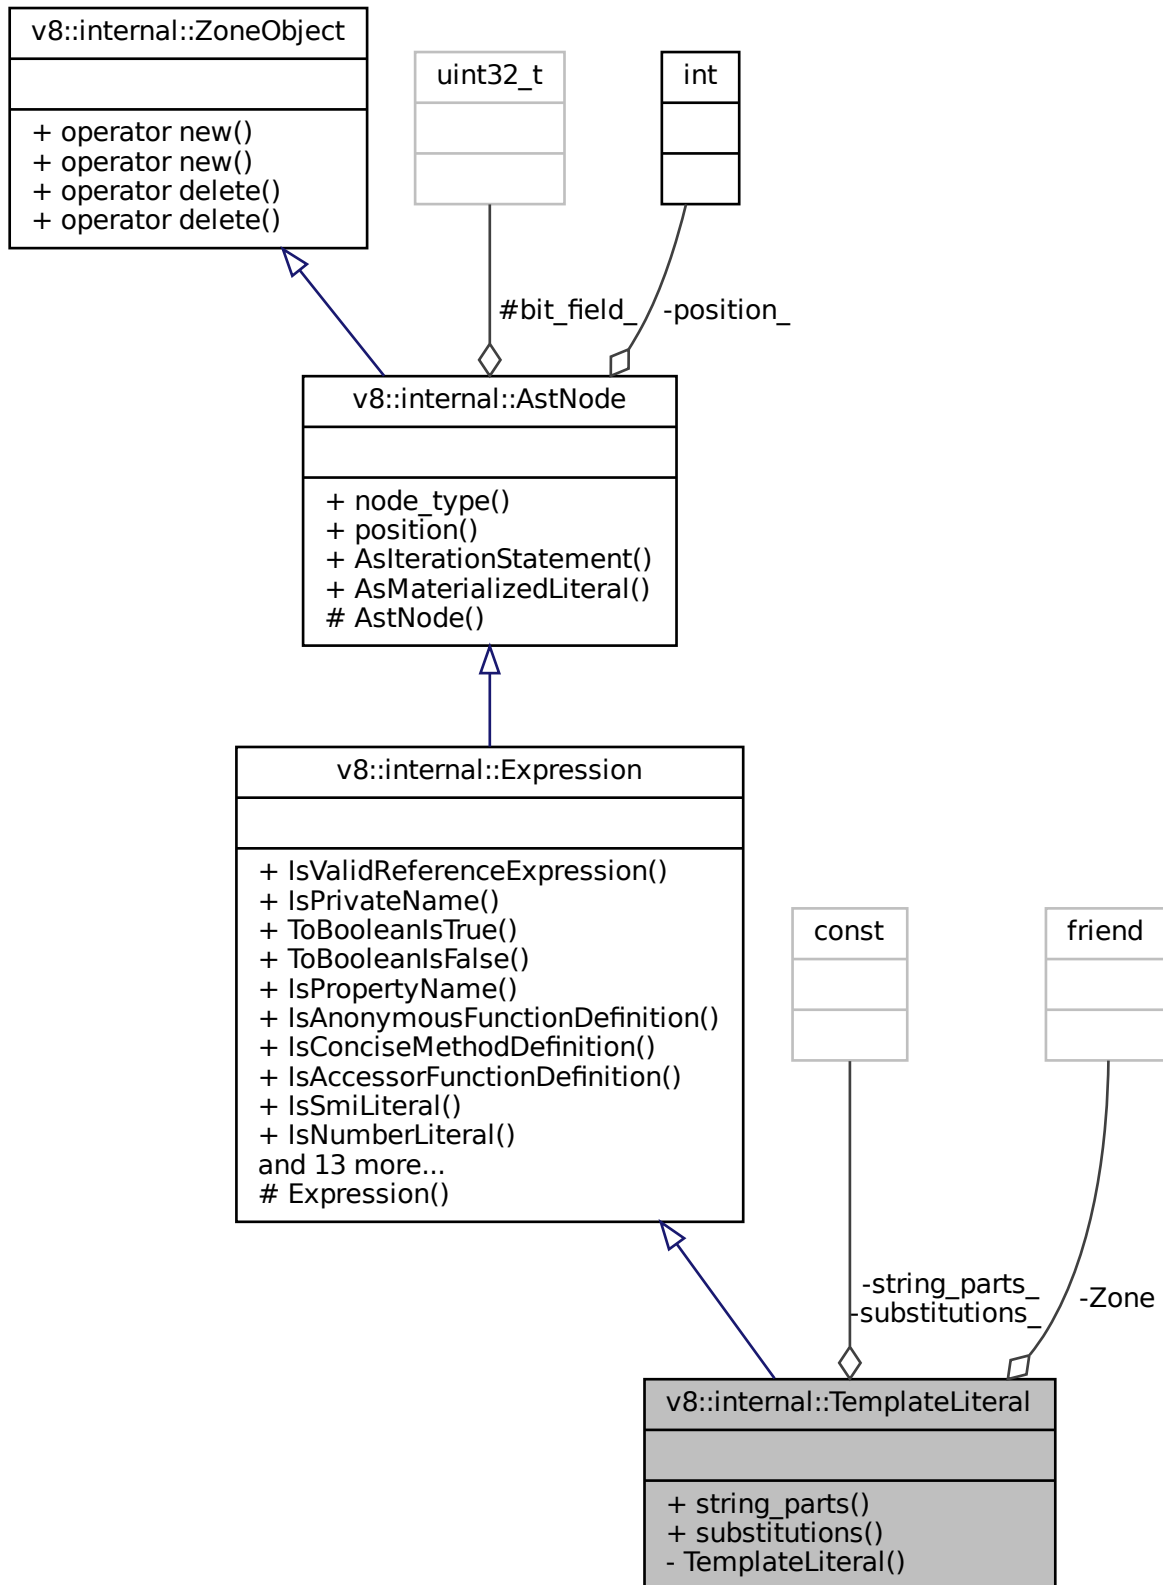 v8::internal::ZoneObject
+ operator new()
+ operator new()
+ operator delete()
+ operator delete()
uint32_t
int
#bit_field_
-position_
v8::internal::AstNode
+ node_type()
+ position()
+ AsIterationStatement()
+ AsMaterializedLiteral()
# AstNode()
v8::internal::Expression
+ IsValidReferenceExpression()
+ IsPrivateName()
+ ToBooleanIsTrue()
+ ToBooleanIsFalse()
+ IsPropertyName()
+ IsAnonymousFunctionDefinition()
+ IsConciseMethodDefinition()
+ IsAccessorFunctionDefinition()
+ IsSmiLiteral()
+ IsNumberLiteral()
and 13 more...
# Expression()
const
friend
-string_parts_
-substitutions_
-Zone
v8::internal::TemplateLiteral
+ string_parts()
+ substitutions()
- TemplateLiteral()